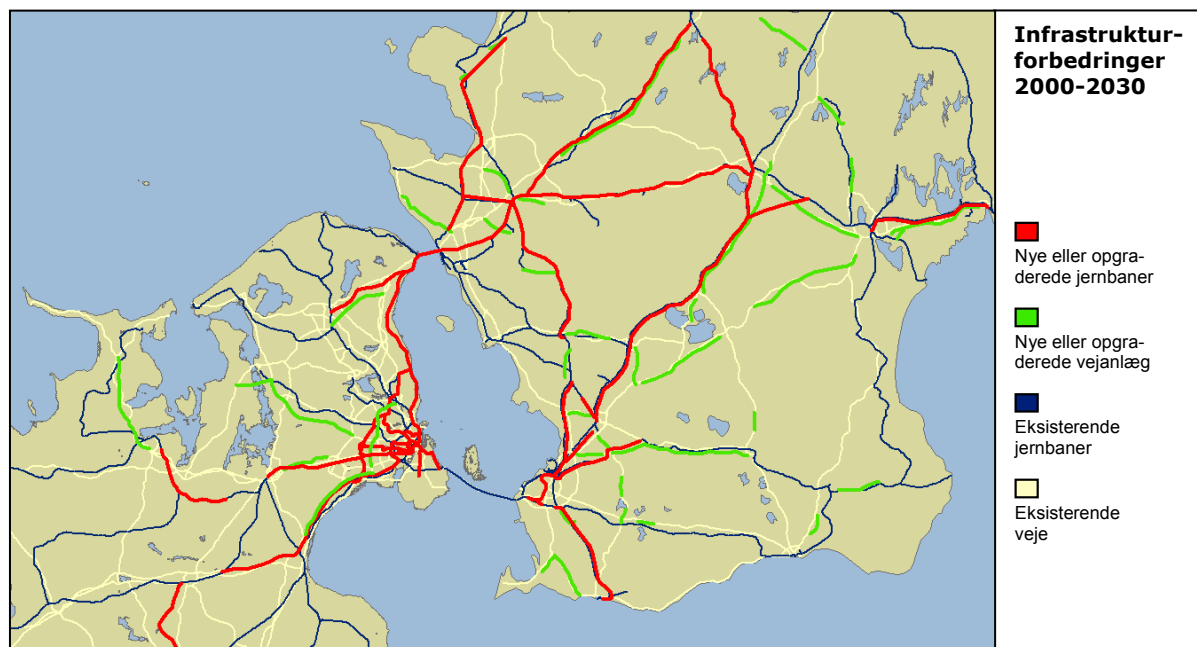 Infrastruktur-
forbedringer
2000-2030
Nye eller opgra-
derede jernbaner
Nye eller opgra-
derede vejanlæg
Eksisterende
jernbaner
Eksisterende
veje